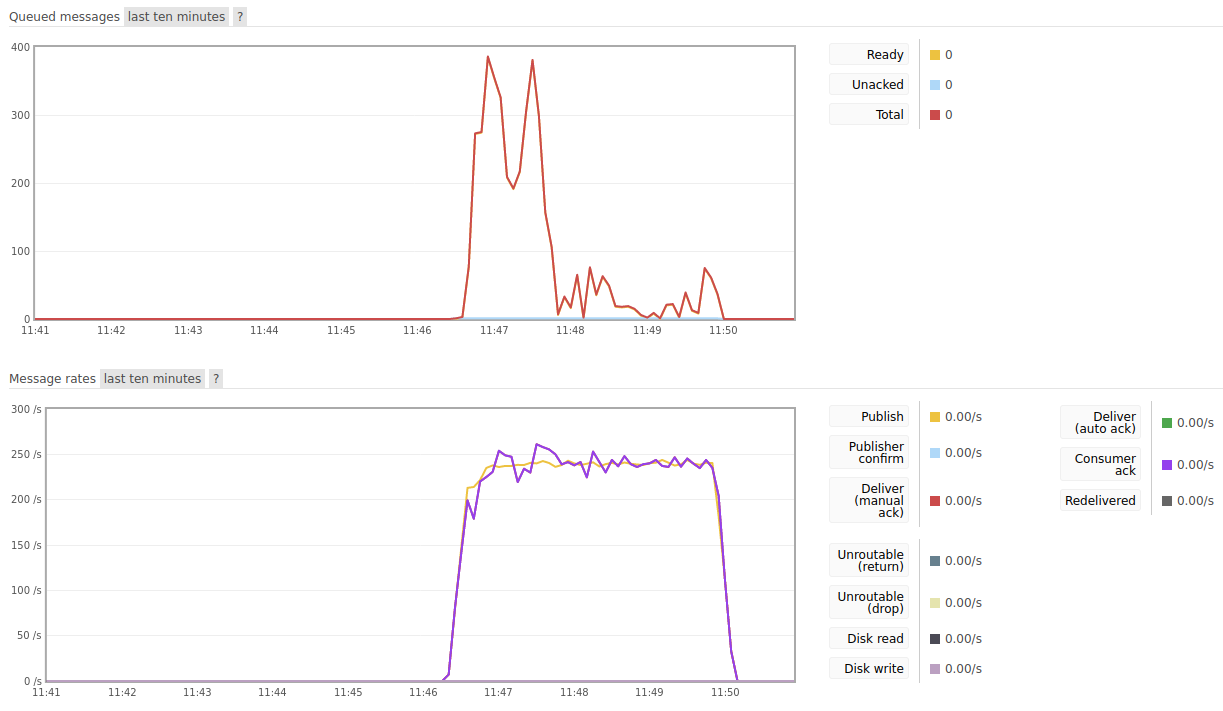 Queued messages last ten minutes ?
400
300
200
100
0
11:41 11:42 11:43 11:44 11:45 11:46 11:47 11:48 11:49 11:50
Ready 0
Unacked 0
Total 0
Message rates last ten minutes ?
300 /s
250 /s
200 /s
150 /s
100 /s
50 /s
0 /s
11:41 11:42 11:43 11:44 11:45 11:46 11:47 11:48 11:49 11:50
Publish 0.00/s
Publisher
confirm 0.00/s
Deliver
(manual 0.00/s
ack)
Unroutable
(return) 0.00/s
Unroutable
(drop) 0.00/s
Disk read 0.00/s
Disk write 0.00/s
Deliver
(auto ack) 0.00/s
Consumer
ack 0.00/s
Redelivered 0.00/s